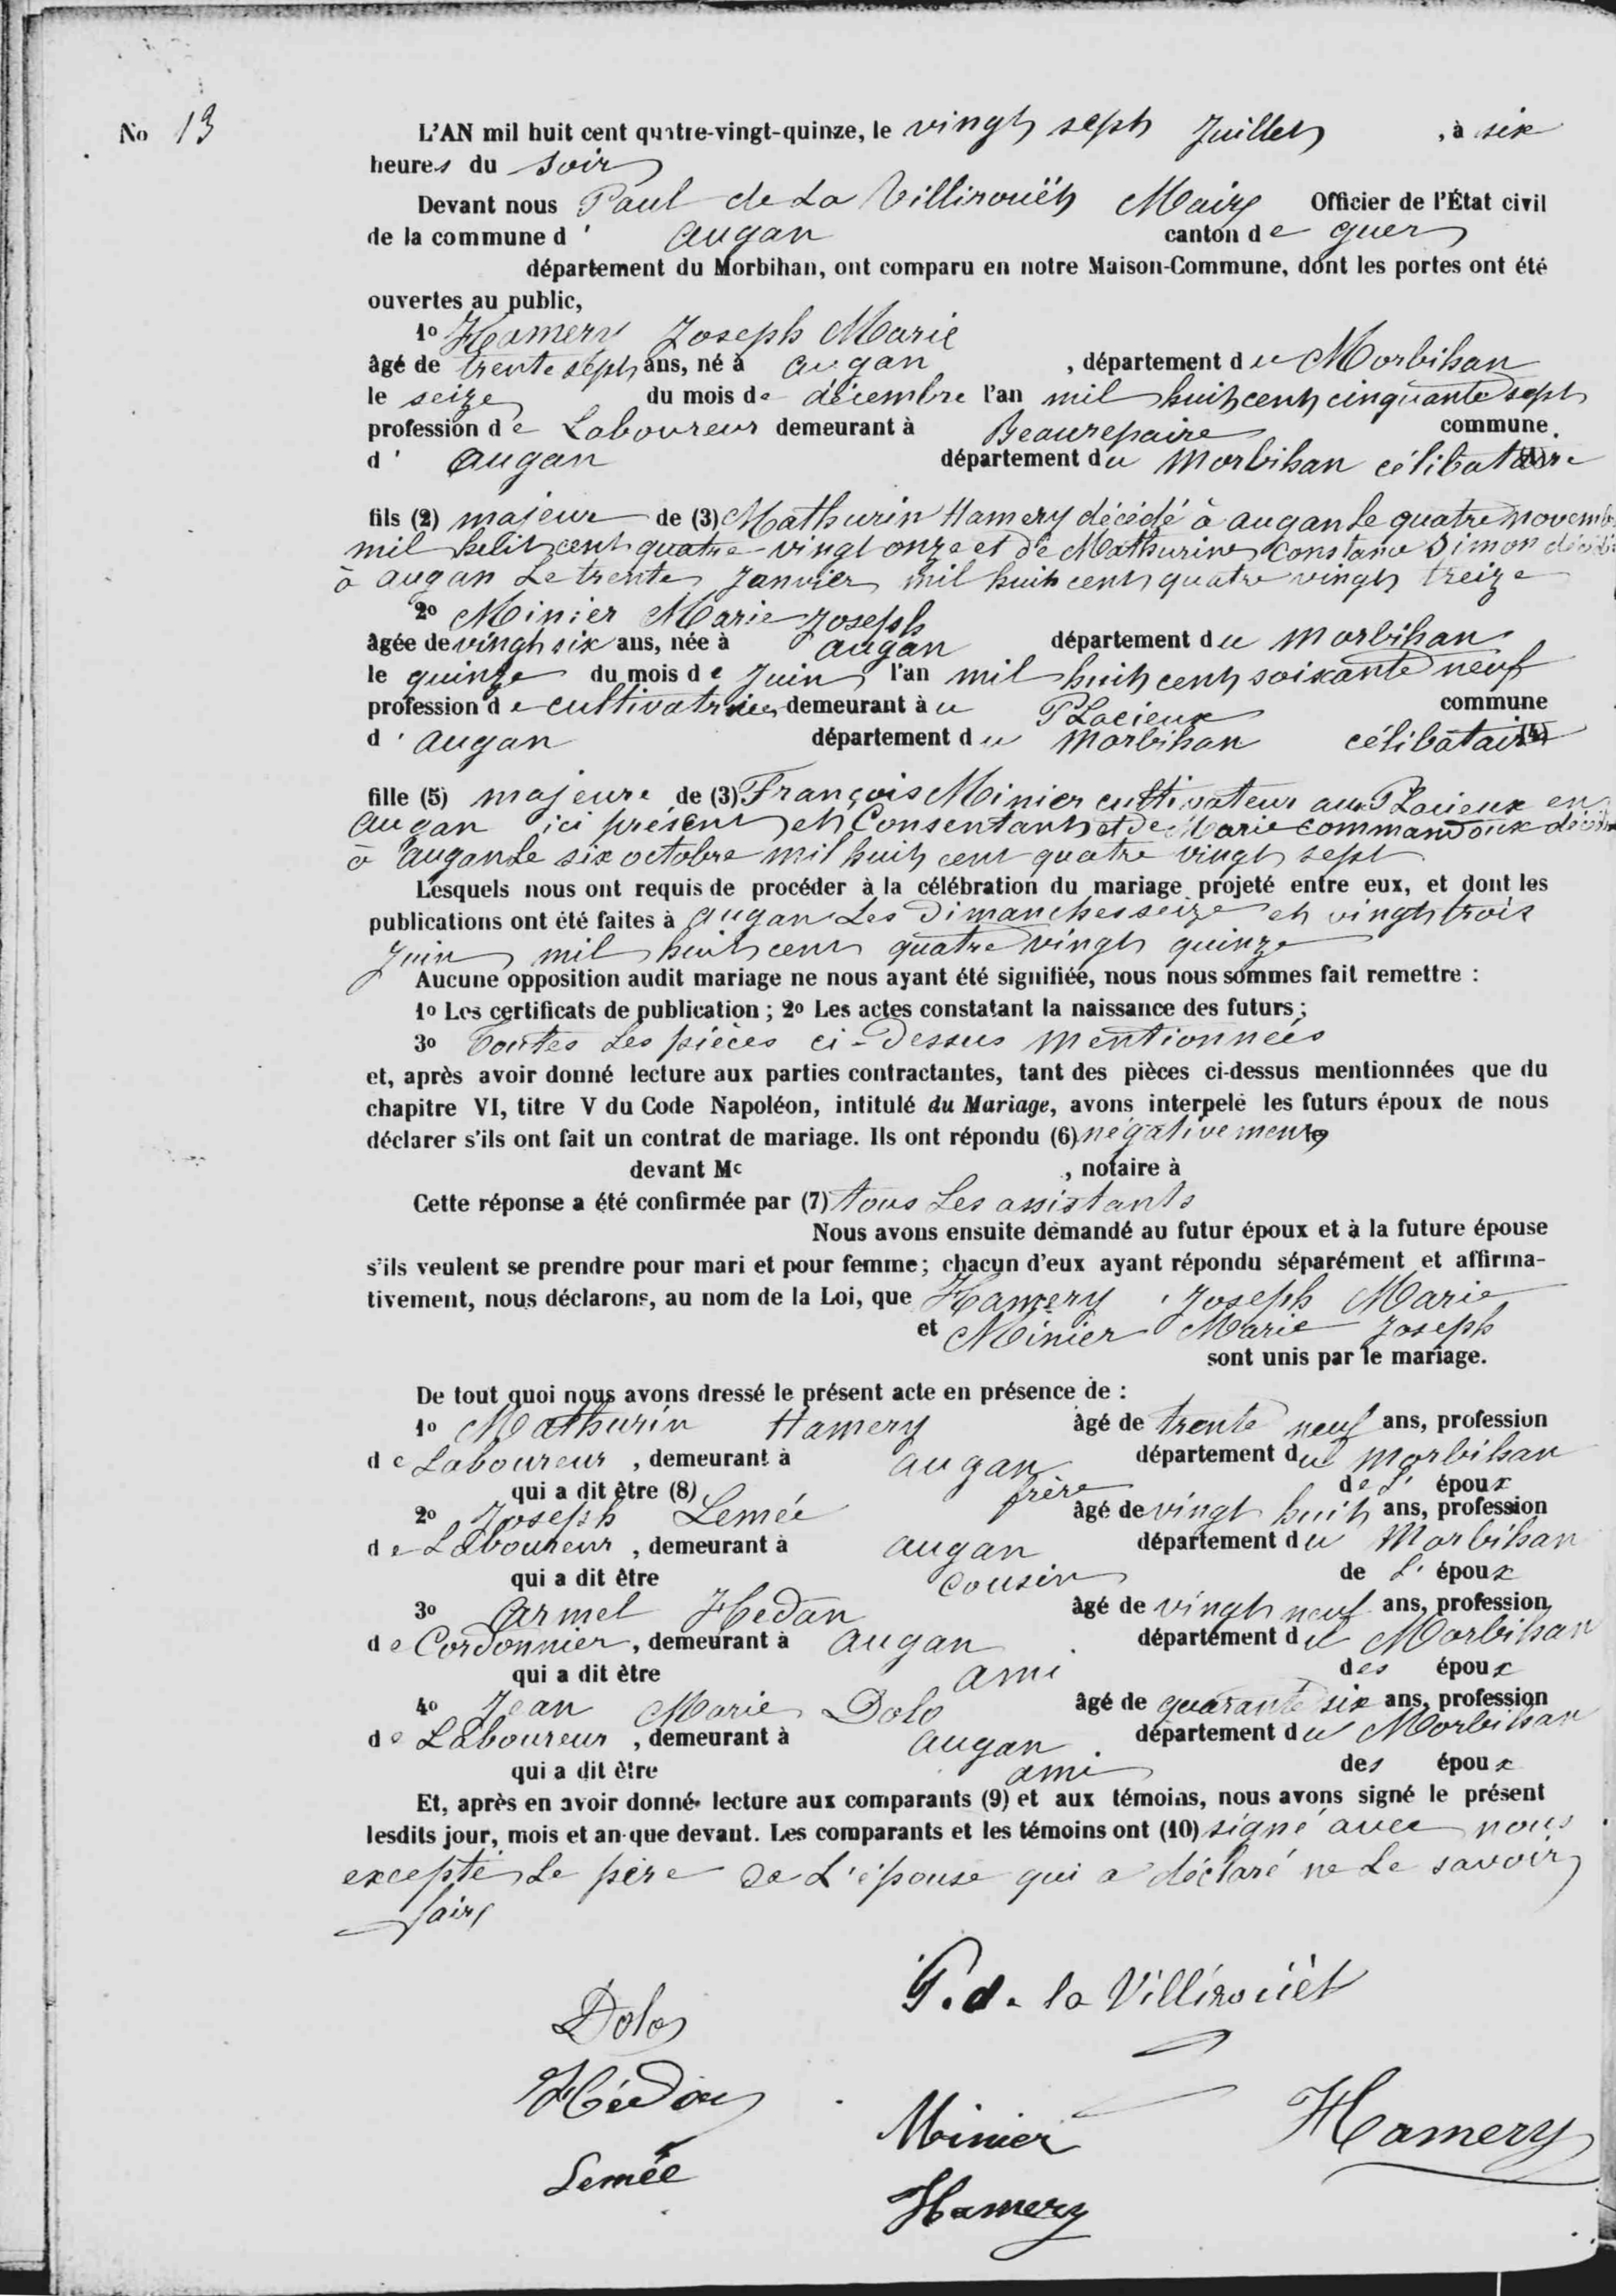 No 13
L'AN mil huit cent quatre-vingt-quinze, le vingt sept Juillet, à six
heures du soir
Devant nous Paul de La Villirouët Maire Officier de l'État civil
de la commune d' augan canton de guer
département du Morbihan, ont comparu en notre Maison-Commune, dont les portes ont été
ouvertes au public,
1o Hamery Joseph Marie
âgé de trente sept ans, né à augan, département du Morbihan
le seize du mois de décembre l'an mil huit cent cinquante sept
profession de Laboureur demeurant à Beaurepaire commune
d' augan département du Morbihan célibataire (4)
fils (2) majeur de (3) Mathurin Hamery décédé à augan Le quatre novembre
mil huit cent quatre-vingt onze et de Mathurine Constance Simon décédée
à augan Le trente Janvier mil huit cent quatre vingt treize
2o Minier Marie Joseph
âgée de vingt six ans, née à augan département du morbihan
le quinze du mois de Juin l'an mil huit cent soixante neuf
profession de cultivatrice demeurant à u PLacieux commune
d' augan département du Morbihan célibataire (4)
fille (5) majeure de (3) François Minier cultivateur aux PLacieux en
augan ici présent et Consentant et de Marie commandoux décédée
à augan Le six octobre mil huit cent quatre vingt sept
Lesquels nous ont requis de procéder à la célébration du mariage projeté entre eux, et dont les
publications ont été faites à augan Les Dimanches seize et vingt trois
Juin mil huit cent quatre vingt quinze
Aucune opposition audit mariage ne nous ayant été signifiée, nous nous sommes fait remettre :
1o Les certificats de publication ; 2o Les actes constatant la naissance des futurs ;
3o Toutes Les pièces ci-Dessus mentionnées
et, après avoir donné lecture aux parties contractantes, tant des pièces ci-dessus mentionnées que du
chapitre VI, titre V du Code Napoléon, intitulé du Mariage, avons interpelé les futurs époux de nous
déclarer s'ils ont fait un contrat de mariage. Ils ont répondu (6) négativement
devant Mc , notaire à
Cette réponse a été confirmée par (7) tous Les assistants
Nous avons ensuite demandé au futur époux et à la future épouse
s'ils veulent se prendre pour mari et pour femme; chacun d'eux ayant répondu séparément et affirma-
tivement, nous déclarons, au nom de la Loi, que Hamery Joseph Marie
et Minier Marie Joseph
sont unis par le mariage.
De tout quoi nous avons dressé le présent acte en présence de :
1o Mathurin Hamery âgé de trente neuf ans, profession
de Laboureur, demeurant à augan département du Morbihan
qui a dit être (8) frère de L' époux
2o Joseph Lemée âgé de vingt huit ans, profession
de Laboureur, demeurant à augan département du Morbihan
qui a dit être Cousin de L' époux
3o Armel Hedan âgé de vingt neuf ans, profession
de Cordonnier, demeurant à augan département du Morbihan
qui a dit être ami des époux
4o Jean Marie Dolo âgé de quarante six ans, profession
de Laboureur, demeurant à augan département du Morbihan
qui a dit être ami des époux
Et, après en avoir donné lecture aux comparants (9) et aux témoins, nous avons signé le présent
lesdits jour, mois et an que devant. Les comparants et les témoins ont (10) signé avec nous
excepté Le père de L'épouse qui a déclaré ne Le savoir
faire
P. d. la Villirouët
Dolo
Hédan
Minier
Hamery
Lemée
Hamery